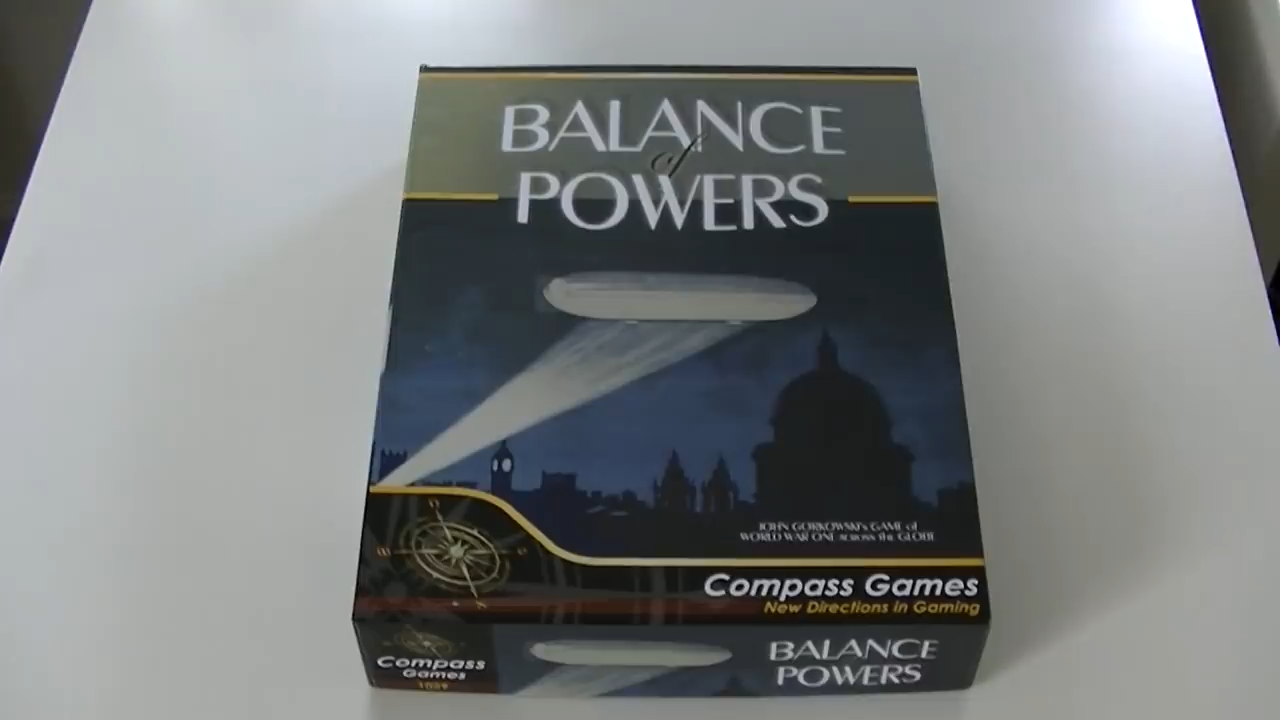 BALANCE
of
POWERS
JOHN GORKOWSKI's GAME of
WORLD WAR ONE ACROSS the GLOBE
Compass Games
New Directions in Gaming
Compass
Games
BALANCE
POWERS